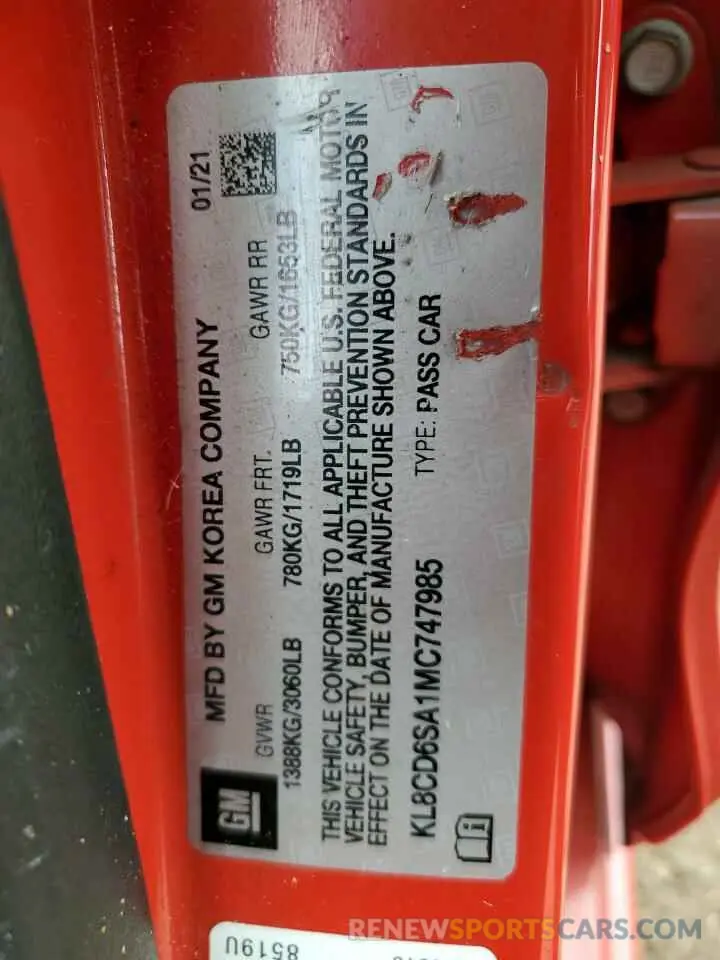 GM
MFD BY GM KOREA COMPANY 01/21
GVWR GAWR FRT. GAWR RR
1388KG/3060LB 780KG/1719LB 750KG/1653LB
THIS VEHICLE CONFORMS TO ALL APPLICABLE U.S. FEDERAL MOTOR
VEHICLE SAFETY, BUMPER, AND THEFT PREVENTION STANDARDS IN
EFFECT ON THE DATE OF MANUFACTURE SHOWN ABOVE.
KL8CD6SA1MC747985 TYPE: PASS CAR
8519U
RENEWSPORTSCARS.COM